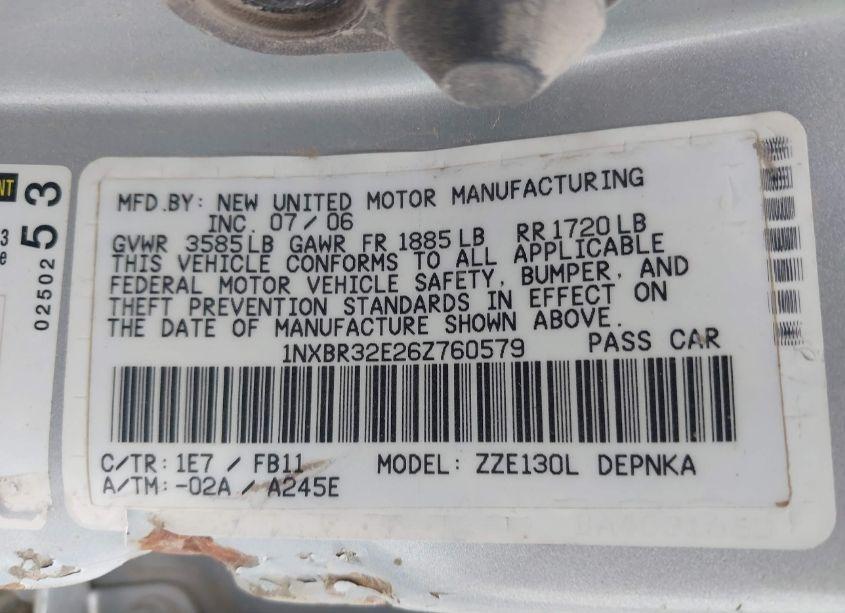 MFD.BY: NEW UNITED MOTOR MANUFACTURING
INC. 07/06
GVWR 3585LB GAWR FR 1885LB RR 1720LB
THIS VEHICLE CONFORMS TO ALL APPLICABLE
FEDERAL MOTOR VEHICLE SAFETY, BUMPER, AND
THEFT PREVENTION STANDARDS IN EFFECT ON
THE DATE OF MANUFACTURE SHOWN ABOVE.
1NXBR32E26Z760579 PASS CAR
C/TR: 1E7 / FB11 MODEL: ZZE130L DEPNKA
A/TM: -02A / A245E
NT
3
e
02502
53